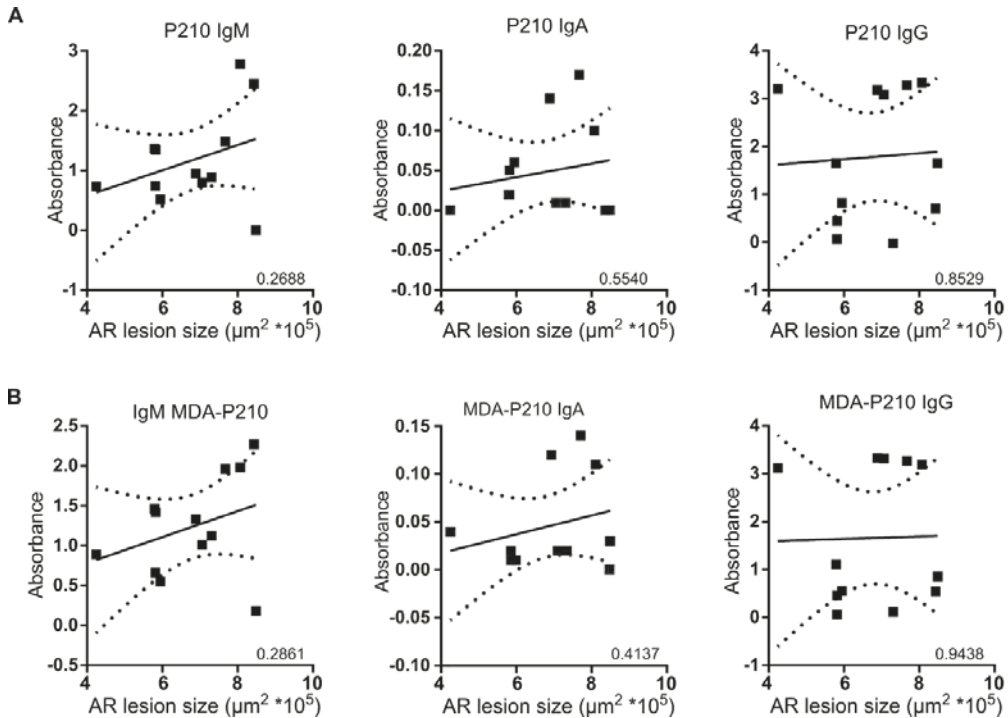 A
P210 IgM
3
2
1
0
-1
Absorbance
4 6 8 10
0.2688
AR lesion size (µm² *10⁵)
P210 IgA
0.20
0.15
0.10
0.05
0.00
-0.05
-0.10
Absorbance
4 6 8 10
0.5540
AR lesion size (µm² *10⁵)
P210 IgG
4
3
2
1
0
-1
Absorbance
4 6 8 10
0.8529
AR lesion size (µm² *10⁵)
B
IgM MDA-P210
2.5
2.0
1.5
1.0
0.5
0.0
-0.5
Absorbance
4 6 8 10
0.2861
AR lesion size (µm² *10⁵)
MDA-P210 IgA
0.15
0.10
0.05
0.00
-0.05
-0.10
Absorbance
4 6 8 10
0.4137
AR lesion size (µm² *10⁵)
MDA-P210 IgG
4
3
2
1
0
-1
Absorbance
4 6 8 10
0.9438
AR lesion size (µm² *10⁵)